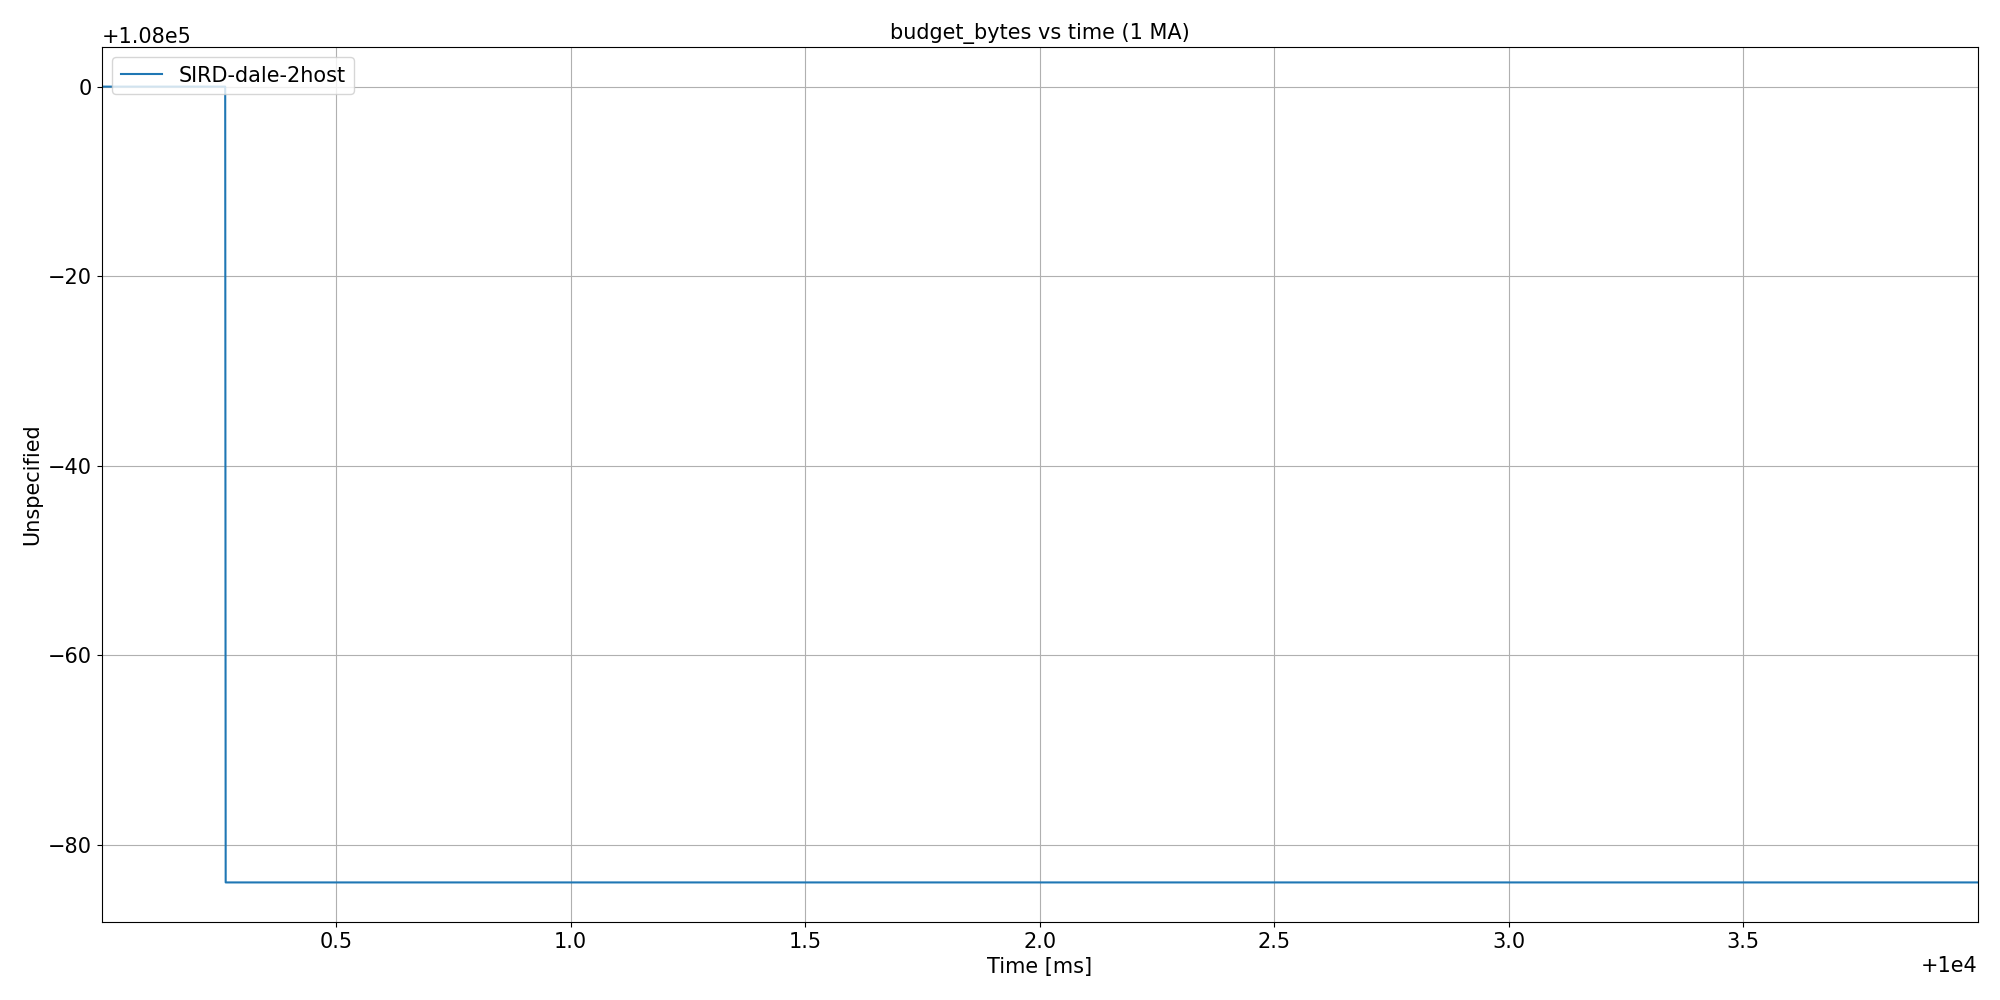 budget_bytes vs time (1 MA)
+1.08e5
SIRD-dale-2host
0
−20
−40
−60
−80
Unspecified
0.5 1.0 1.5 2.0 2.5 3.0 3.5
Time [ms]
+1e4